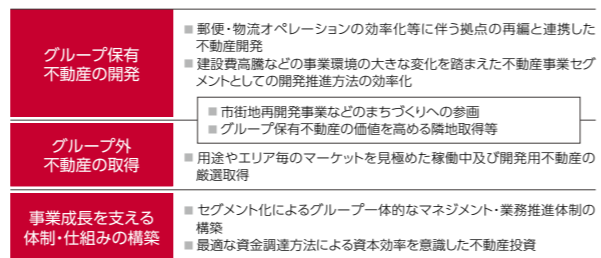 グループ保有
不動産の開発
■ 郵便・物流オペレーションの効率化等に伴う拠点の再編と連携した
不動産開発
■ 建設費高騰などの事業環境の大きな変化を踏まえた不動産事業セグ
メントとしての開発推進方法の効率化
■ 市街地再開発事業などのまちづくりへの参画
■ グループ保有不動産の価値を高める隣地取得等
グループ外
不動産の取得
■ 用途やエリア毎のマーケットを見極めた稼働中及び開発用不動産の
厳選取得
事業成長を支える
体制・仕組みの構築
■ セグメント化によるグループ一体的なマネジメント・業務推進体制の
構築
■ 最適な資金調達方法による資本効率を意識した不動産投資